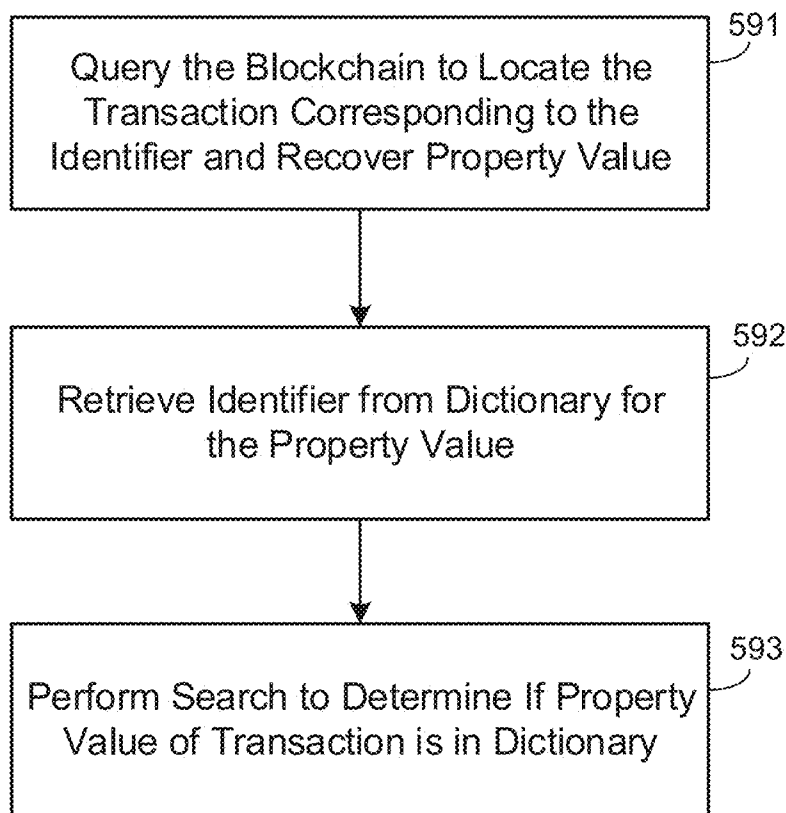 591
Query the Blockchain to Locate the
Transaction Corresponding to the
Identifier and Recover Property Value
592
Retrieve Identifier from Dictionary for
the Property Value
593
Perform Search to Determine If Property
Value of Transaction is in Dictionary